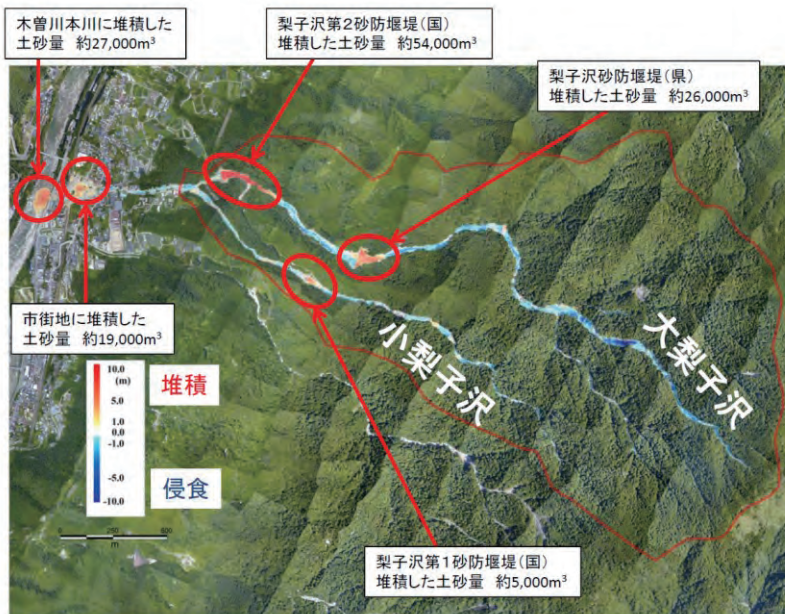 木曽川本川に堆積した
土砂量 約27,000m³
梨子沢第2砂防堰堤(国)
堆積した土砂量 約54,000m³
梨子沢砂防堰堤(県)
堆積した土砂量 約26,000m³
市街地に堆積した
土砂量 約19,000m³
10.0
(m)
5.0
1.0
0.0
-1.0
-5.0
-10.0
堆積
侵食
小梨子沢
大梨子沢
0
m
梨子沢第1砂防堰堤(国)
堆積した土砂量 約5,000m³